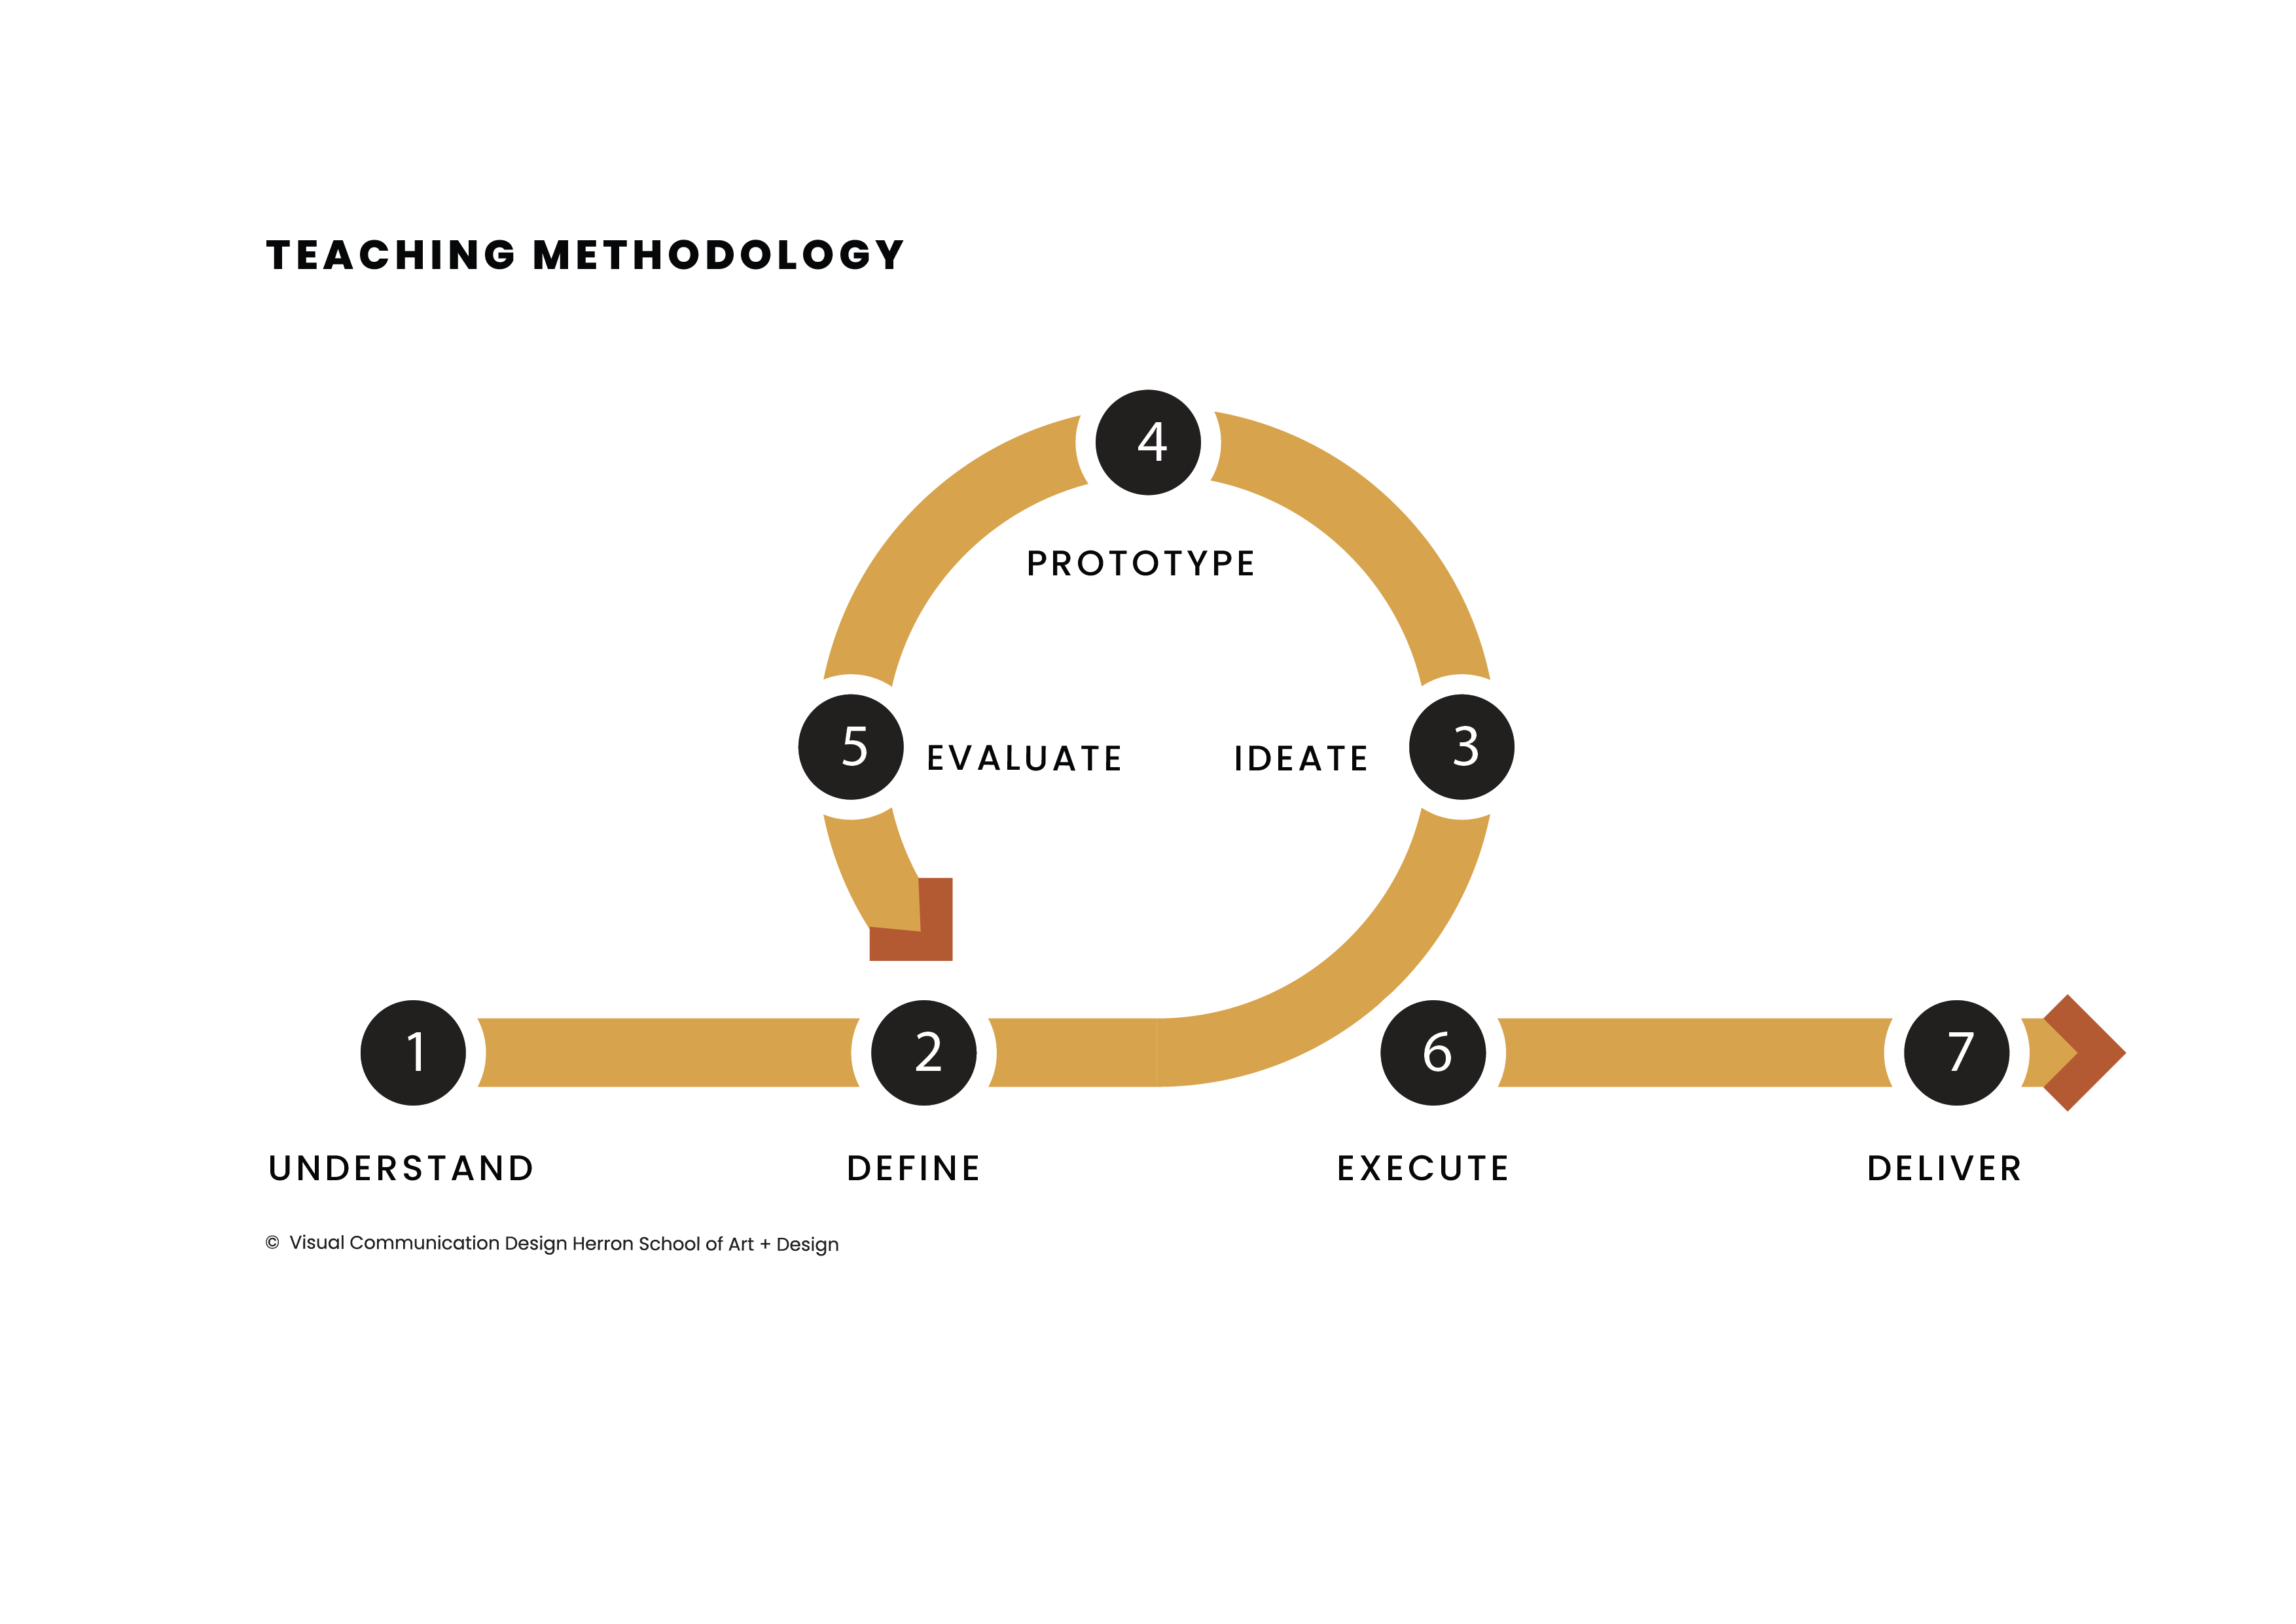 TEACHING METHODOLOGY
4
PROTOTYPE
5
EVALUATE
IDEATE
3
1
2
6
7
UNDERSTAND
DEFINE
EXECUTE
DELIVER
© Visual Communication Design Herron School of Art + Design